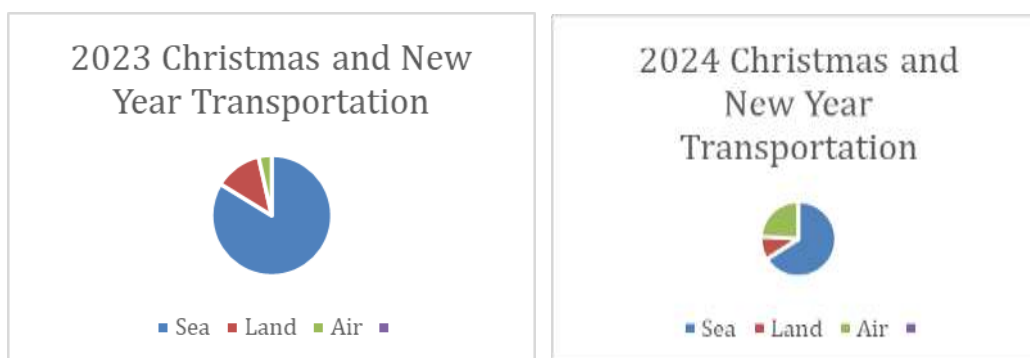 2023 Christmas and New
Year Transportation
Sea Land Air
2024 Christmas and
New Year
Transportation
Sea Land Air